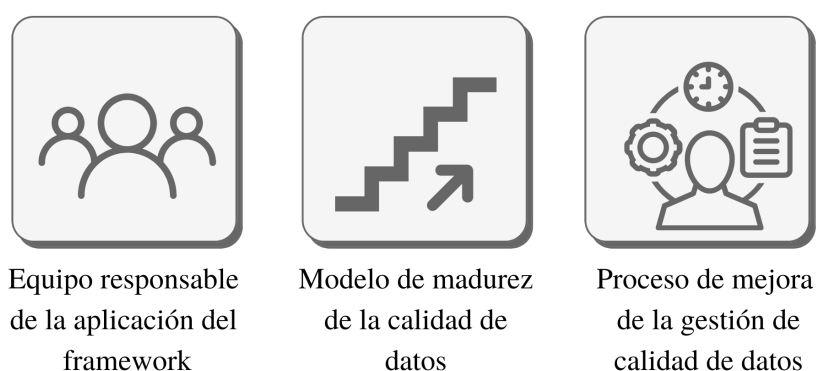 Equipo responsable
de la aplicación del
framework
Modelo de madurez
de la calidad de
datos
Proceso de mejora
de la gestión de
calidad de datos